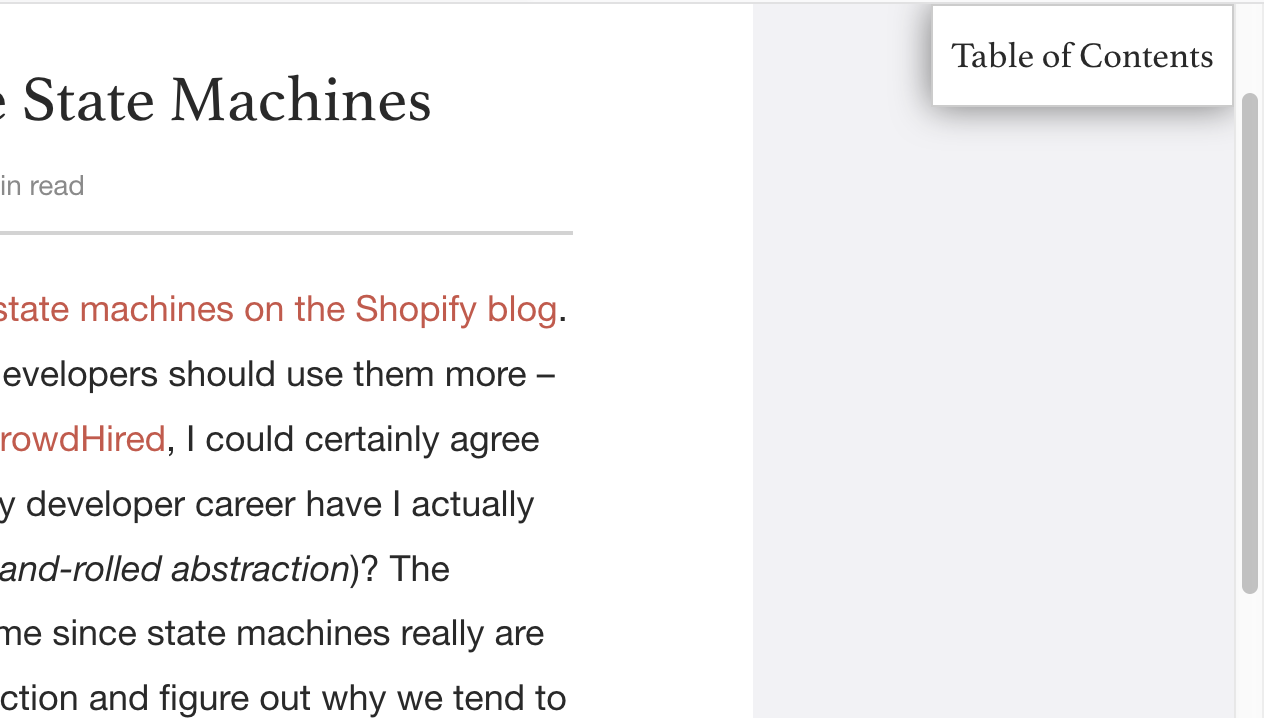 Table of Contents
e State Machines
in read
state machines on the Shopify blog.
evelopers should use them more –
rowdHired, I could certainly agree
y developer career have I actually
and-rolled abstraction)? The
me since state machines really are
ction and figure out why we tend to